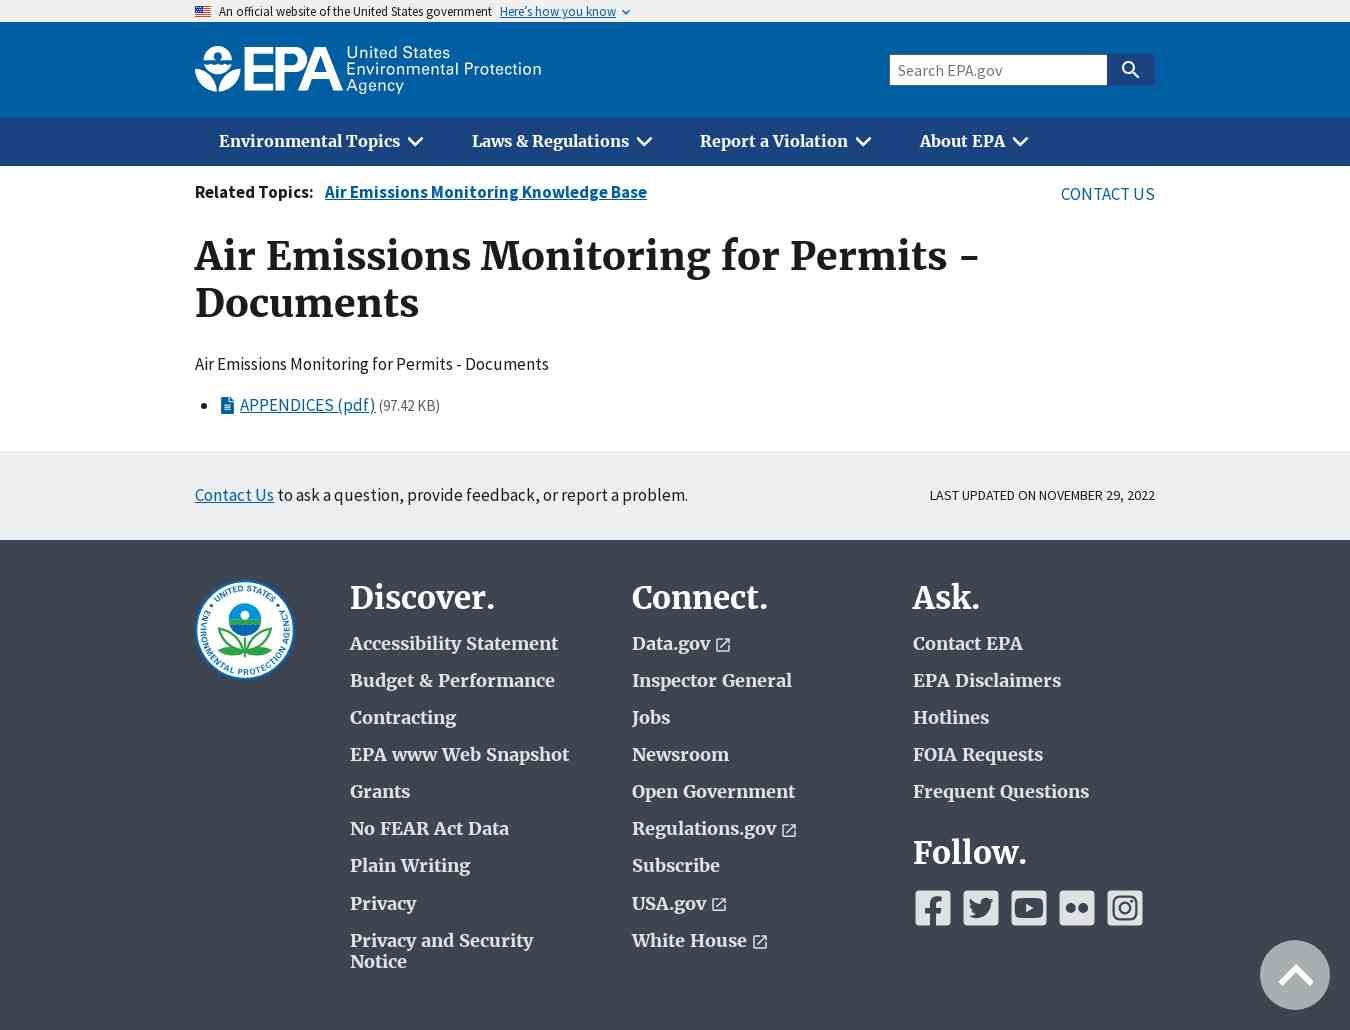 An official website of the United States government Here's how you know
EPA United States
Environmental Protection
Agency
Search EPA.gov
Environmental Topics Laws & Regulations Report a Violation About EPA
Related Topics: Air Emissions Monitoring Knowledge Base CONTACT US
Air Emissions Monitoring for Permits -
Documents
Air Emissions Monitoring for Permits - Documents
• APPENDICES (pdf) (97.42 KB)
Contact Us to ask a question, provide feedback, or report a problem. LAST UPDATED ON NOVEMBER 29, 2022
UNITED STATES ENVIRONMENTAL PROTECTION AGENCY
Discover.
Accessibility Statement
Budget & Performance
Contracting
EPA www Web Snapshot
Grants
No FEAR Act Data
Plain Writing
Privacy
Privacy and Security
Notice
Connect.
Data.gov
Inspector General
Jobs
Newsroom
Open Government
Regulations.gov
Subscribe
USA.gov
White House
Ask.
Contact EPA
EPA Disclaimers
Hotlines
FOIA Requests
Frequent Questions
Follow.